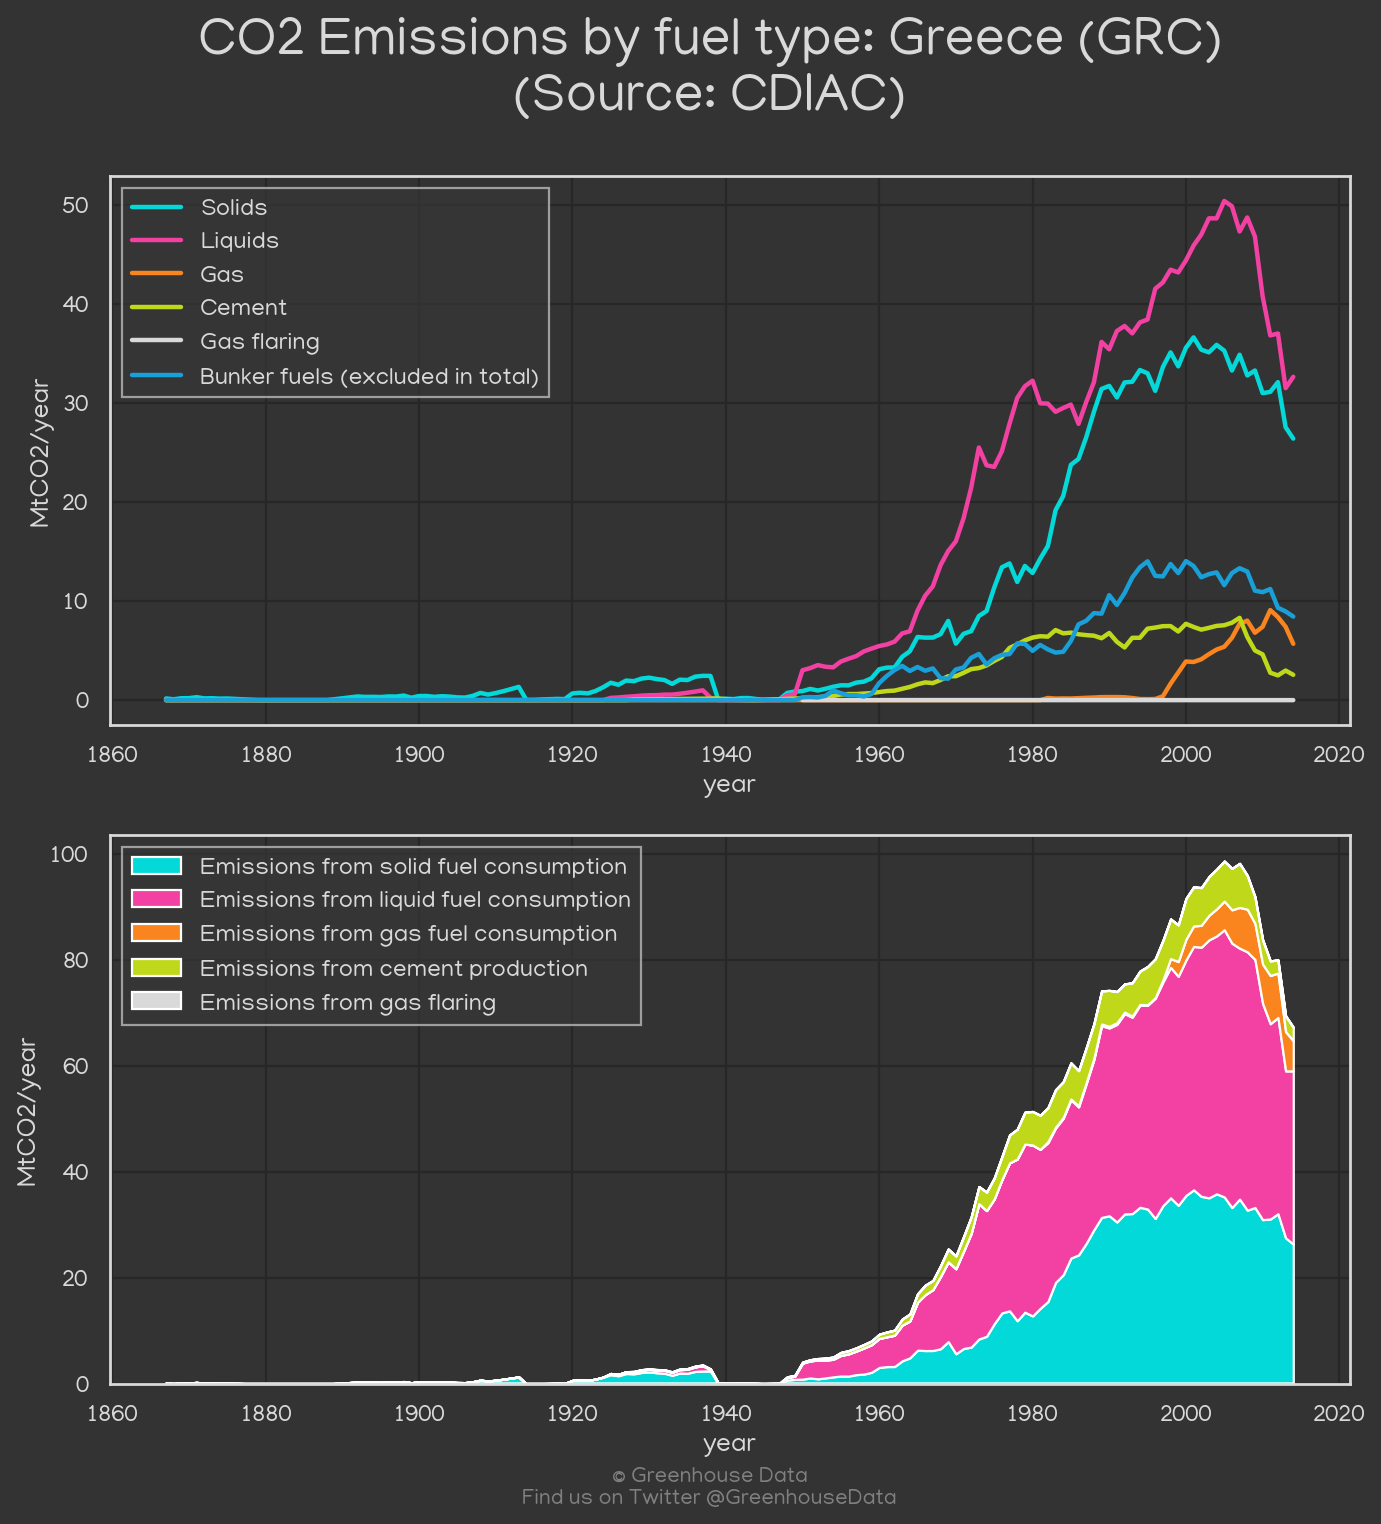 CO2 Emissions by fuel type: Greece (GRC)
(Source: CDIAC)
50
40
30
20
10
0
MtCO2/year
Solids
Liquids
Gas
Cement
Gas flaring
Bunker fuels (excluded in total)
1860 1880 1900 1920 1940 1960 1980 2000 2020
year
100
80
60
40
20
0
MtCO2/year
Emissions from solid fuel consumption
Emissions from liquid fuel consumption
Emissions from gas fuel consumption
Emissions from cement production
Emissions from gas flaring
1860 1880 1900 1920 1940 1960 1980 2000 2020
year
© Greenhouse Data
Find us on Twitter @GreenhouseData